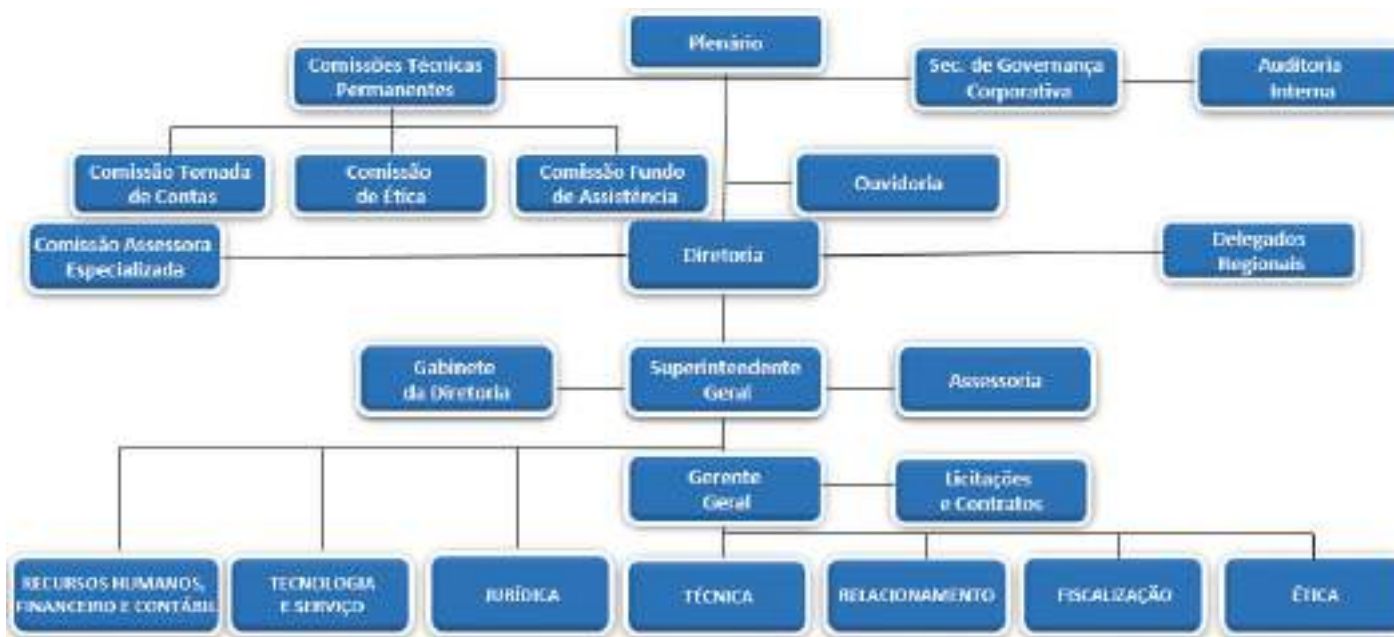 Plenário
Comissões Técnicas
Permanentes
Sec. de Governança
Corporativa
Auditoria
Interna
Comissão Tomada
de Contas
Comissão
de Ética
Comissão Fundo
de Assistência
Ouvidoria
Comissão Assessora
Especializada
Diretoria
Delegados
Regionais
Gabinete
da Diretoria
Superintendente
Geral
Assessoria
Gerente
Geral
Licitações
e Contratos
RECURSOS HUMANOS,
FINANCEIRO E CONTÁBIL
TECNOLOGIA
E SERVIÇO
JURÍDICA
TÉCNICA
RELACIONAMENTO
FISCALIZAÇÃO
ÉTICA